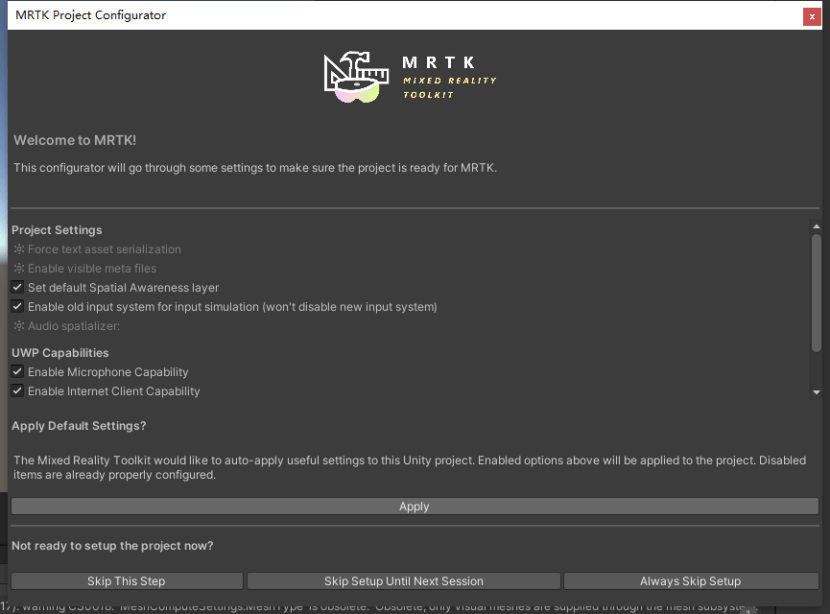 MRTK Project Configurator
x
MRTK
MIXED REALITY
TOOLKIT
Welcome to MRTK!
This configurator will go through some settings to make sure the project is ready for MRTK.
Project Settings
Force text asset serialization
Enable visible meta files
Set default Spatial Awareness layer
Enable old input system for input simulation (won't disable new input system)
Audio spatializer:
UWP Capabilities
Enable Microphone Capability
Enable Internet Client Capability
Apply Default Settings?
The Mixed Reality Toolkit would like to auto-apply useful settings to this Unity project. Enabled options above will be applied to the project. Disabled
items are already properly configured.
Apply
Not ready to setup the project now?
Skip This Step
Skip Setup Until Next Session
Always Skip Setup
17): warning CS0618: 'MeshComputeSettings.MeshType' is obsolete: 'Obsolete, only visual meshes are supplied through the mesh subsyst